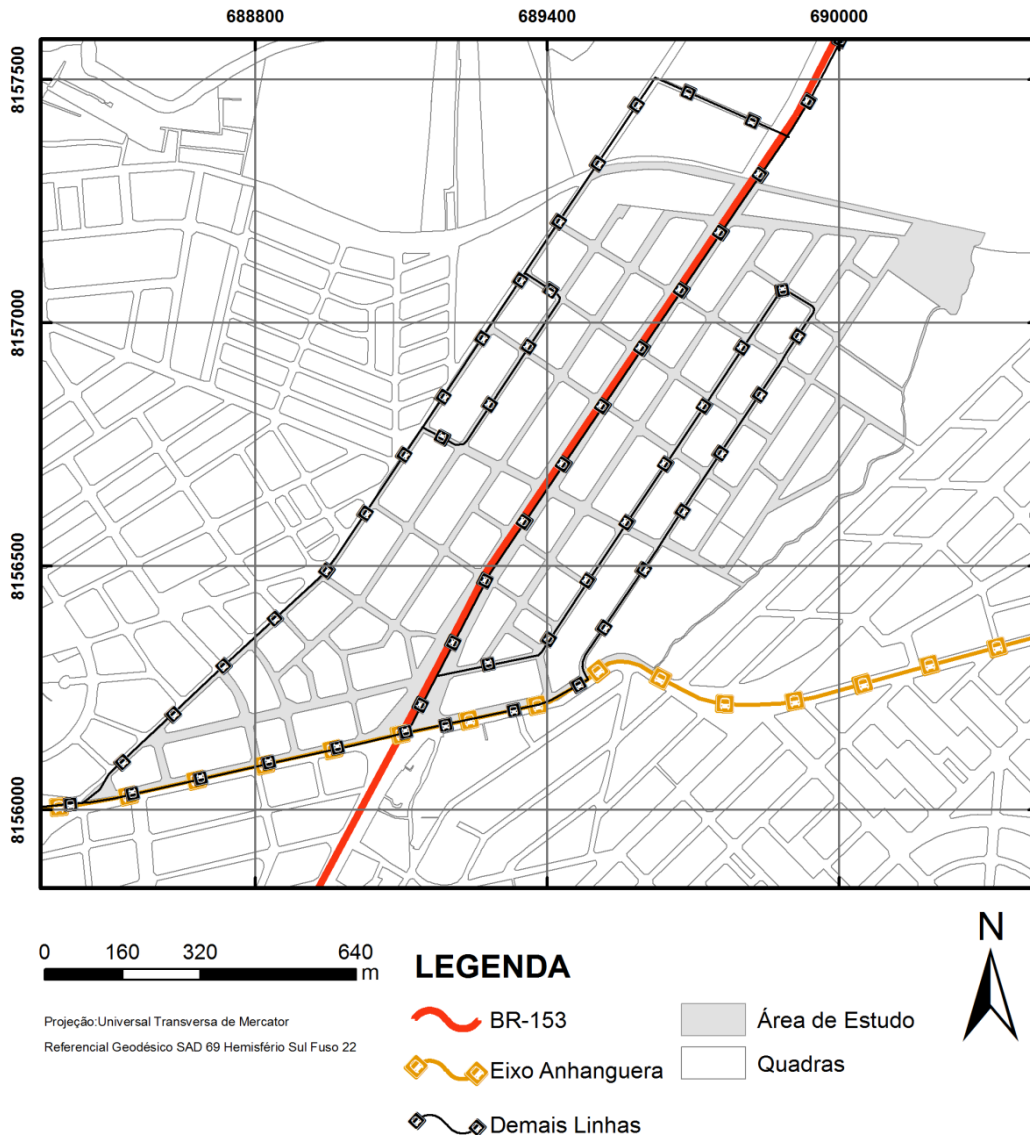 688800 689400 690000
8157500
8157000
8156500
8156000
0 160 320 640
m
N
LEGENDA
Projeção:Universal Transversa de Mercator
Referencial Geodésico SAD 69 Hemisfério Sul Fuso 22
BR-153
Área de Estudo
Eixo Anhanguera
Quadras
Demais Linhas